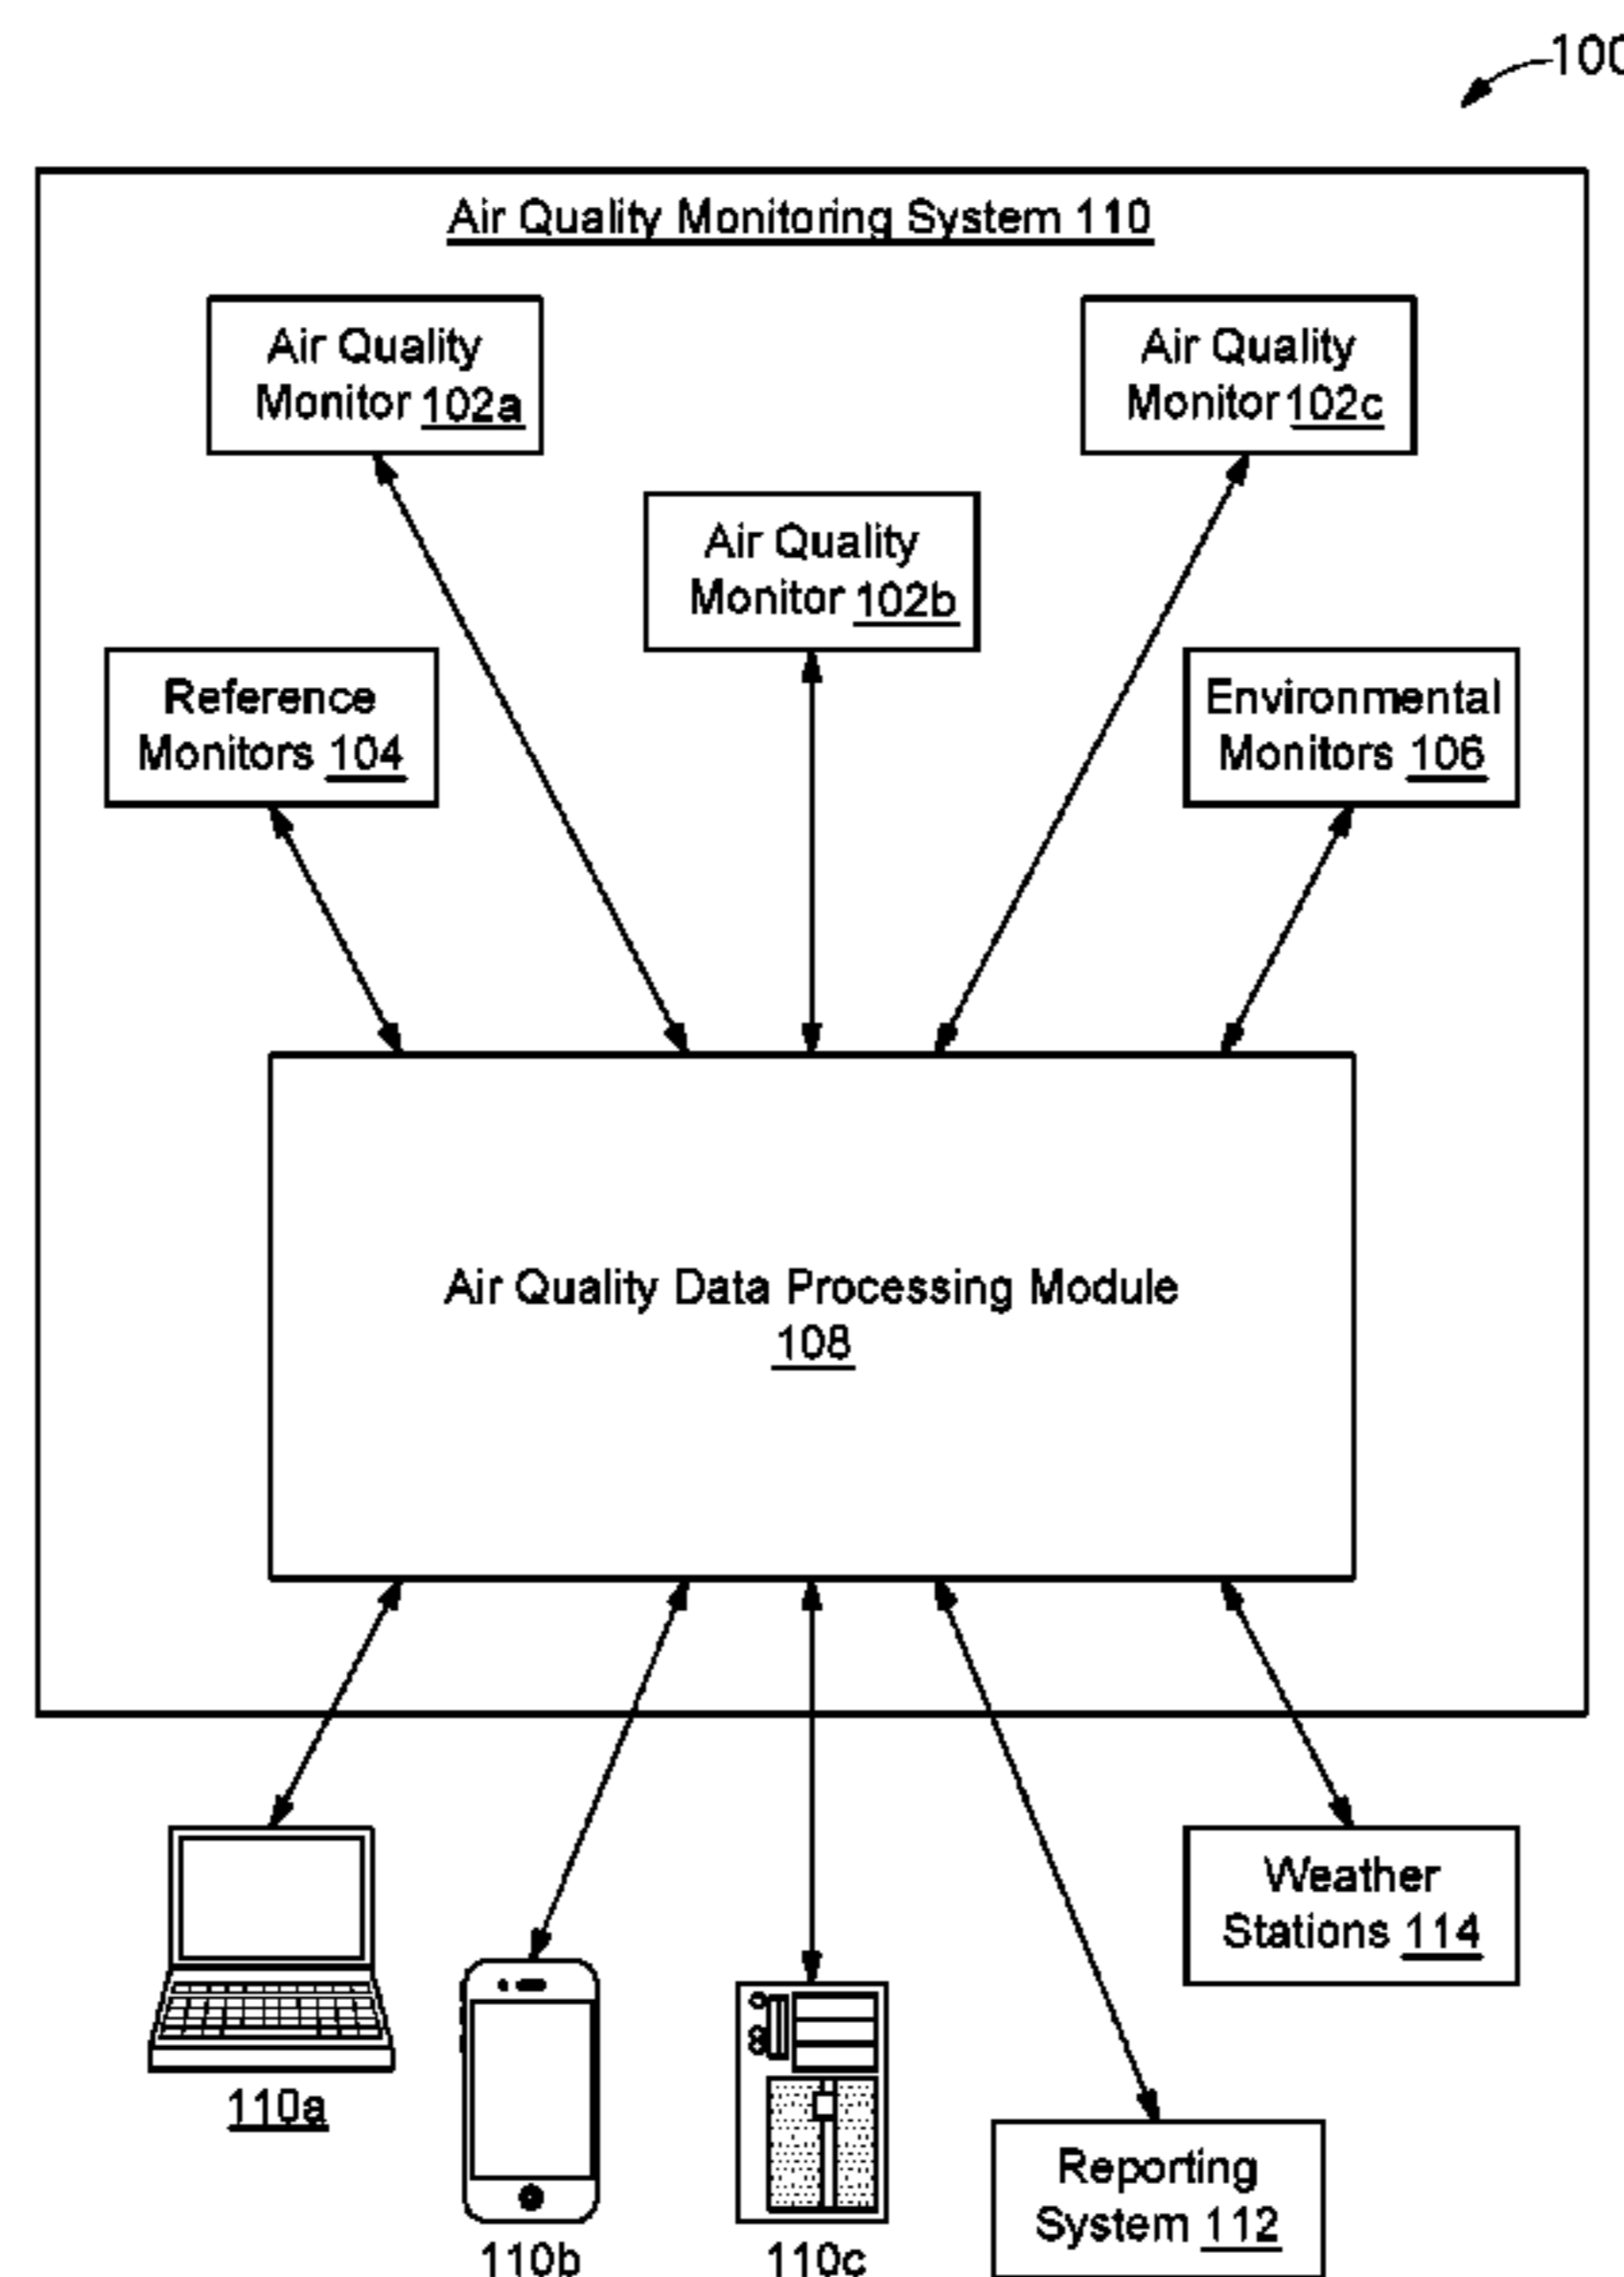 100
Air Quality Monitoring System 110
Air Quality
Monitor 102a
Air Quality
Monitor 102c
Air Quality
Monitor 102b
Reference
Monitors 104
Environmental
Monitors 106
Air Quality Data Processing Module
108
Weather
Stations 114
110a
Reporting
System 112
110b
110c